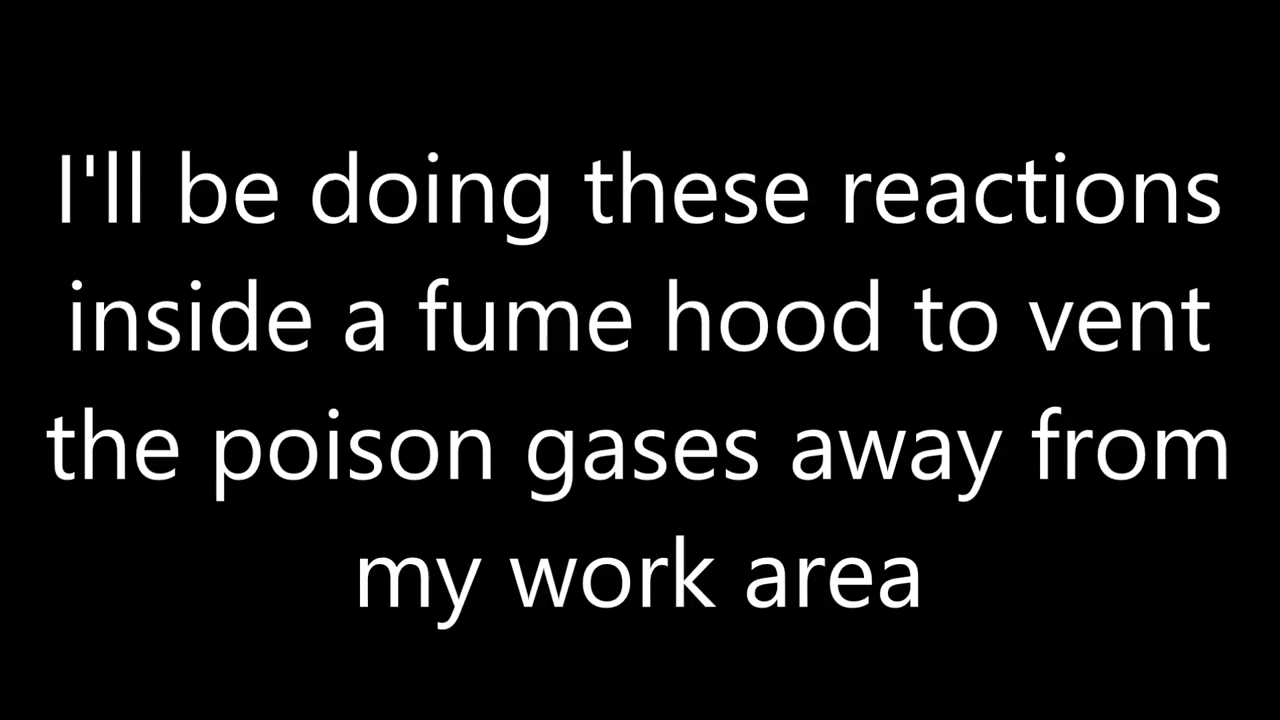 I'll be doing these reactions
inside a fume hood to vent
the poison gases away from
my work area